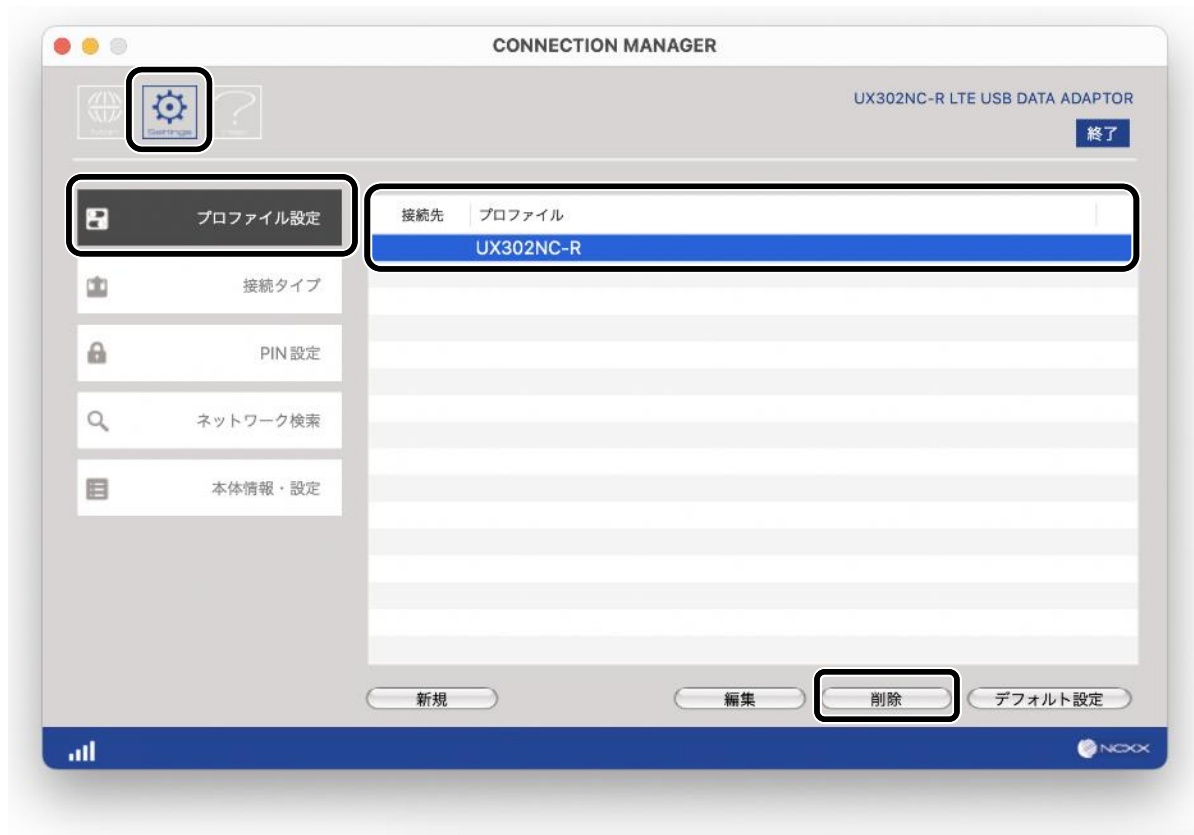 CONNECTION MANAGER
Settings
UX302NC-R LTE USB DATA ADAPTOR
終了
プロファイル設定
接続タイプ
PIN 設定
ネットワーク検索
本体情報・設定
接続先 プロファイル
UX302NC-R
新規 編集 削除 デフォルト設定
NCXX